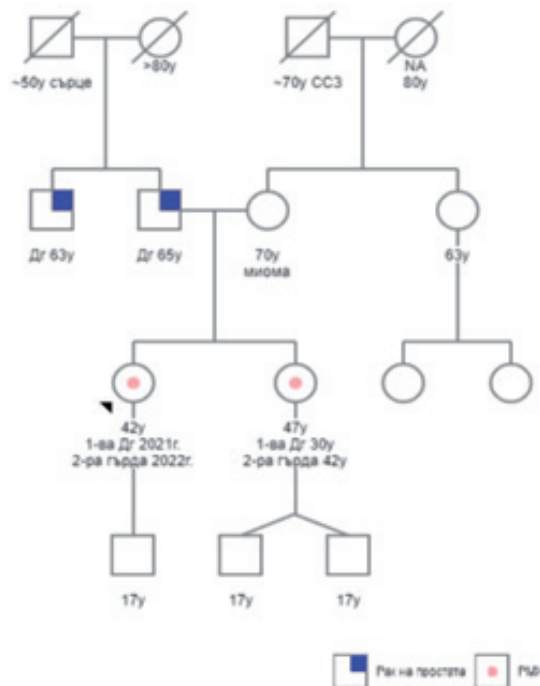 ~50y сърце
>80y
~70y ССЗ
NA
80y
Дг 63y
Дг 65y
70y
миома
63y
42y
1-ва Дг 2021г.
2-ра гърда 2022г.
47y
1-ва Дг 30y
2-ра гърда 42y
17y
17y
17y
Рак на простата